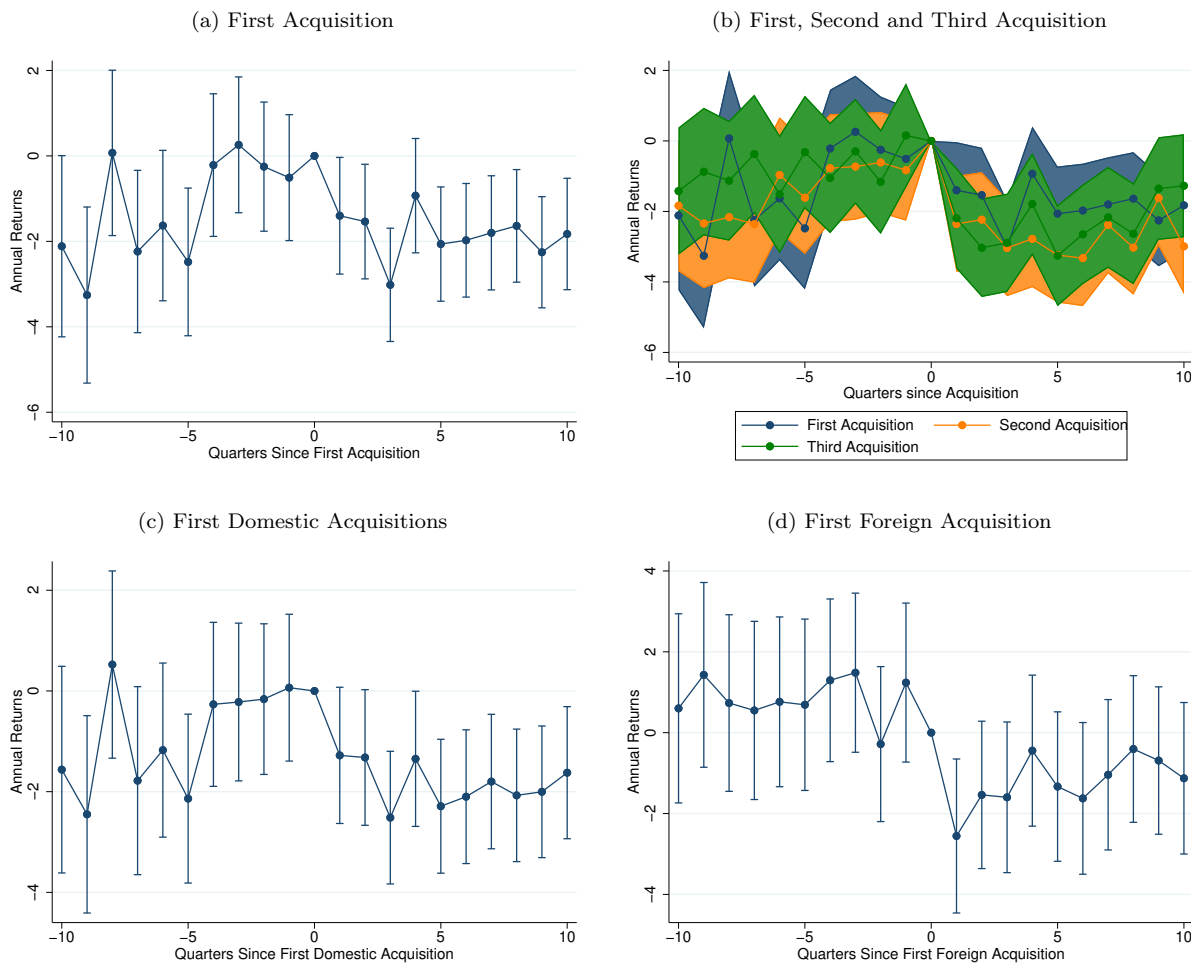 (a) First Acquisition
2
0
−2
−4
−6
Annual Returns
−10
−5
0
5
10
Quarters Since First Acquisition
(b) First, Second and Third Acquisition
2
0
−2
−4
−6
Annual Returns
−10
−5
0
5
10
Quarters since Acquisition
First Acquisition
Second Acquisition
Third Acquisition
(c) First Domestic Acquisitions
2
0
−2
−4
Annual Returns
−10
−5
0
5
10
Quarters Since First Domestic Acquisition
(d) First Foreign Acquisition
4
2
0
−2
−4
Annual Returns
−10
−5
0
5
10
Quarters Since First Foreign Acquisition